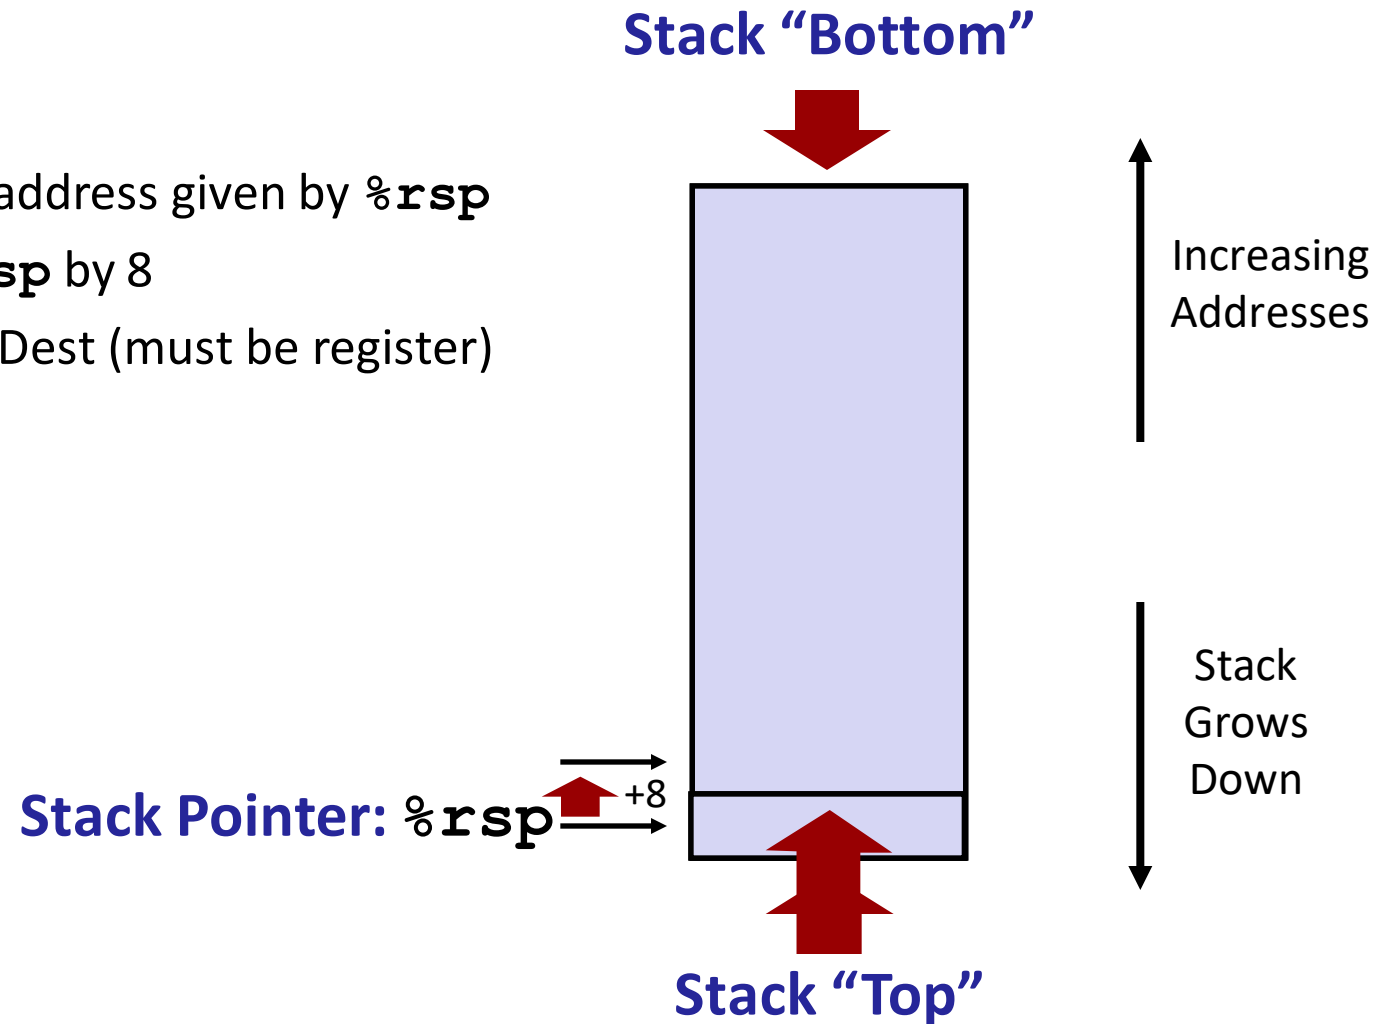 Stack “Bottom”
address given by %rsp
sp by 8
Dest (must be register)
Increasing
Addresses
Stack
Grows
Down
+8
Stack Pointer: %rsp
Stack “Top”